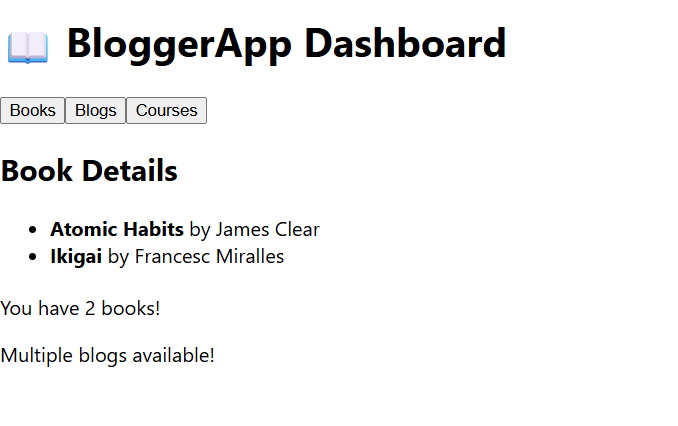 📖 BloggerApp Dashboard
Books Blogs Courses
Book Details
• Atomic Habits by James Clear
• Ikigai by Francesc Miralles
You have 2 books!
Multiple blogs available!